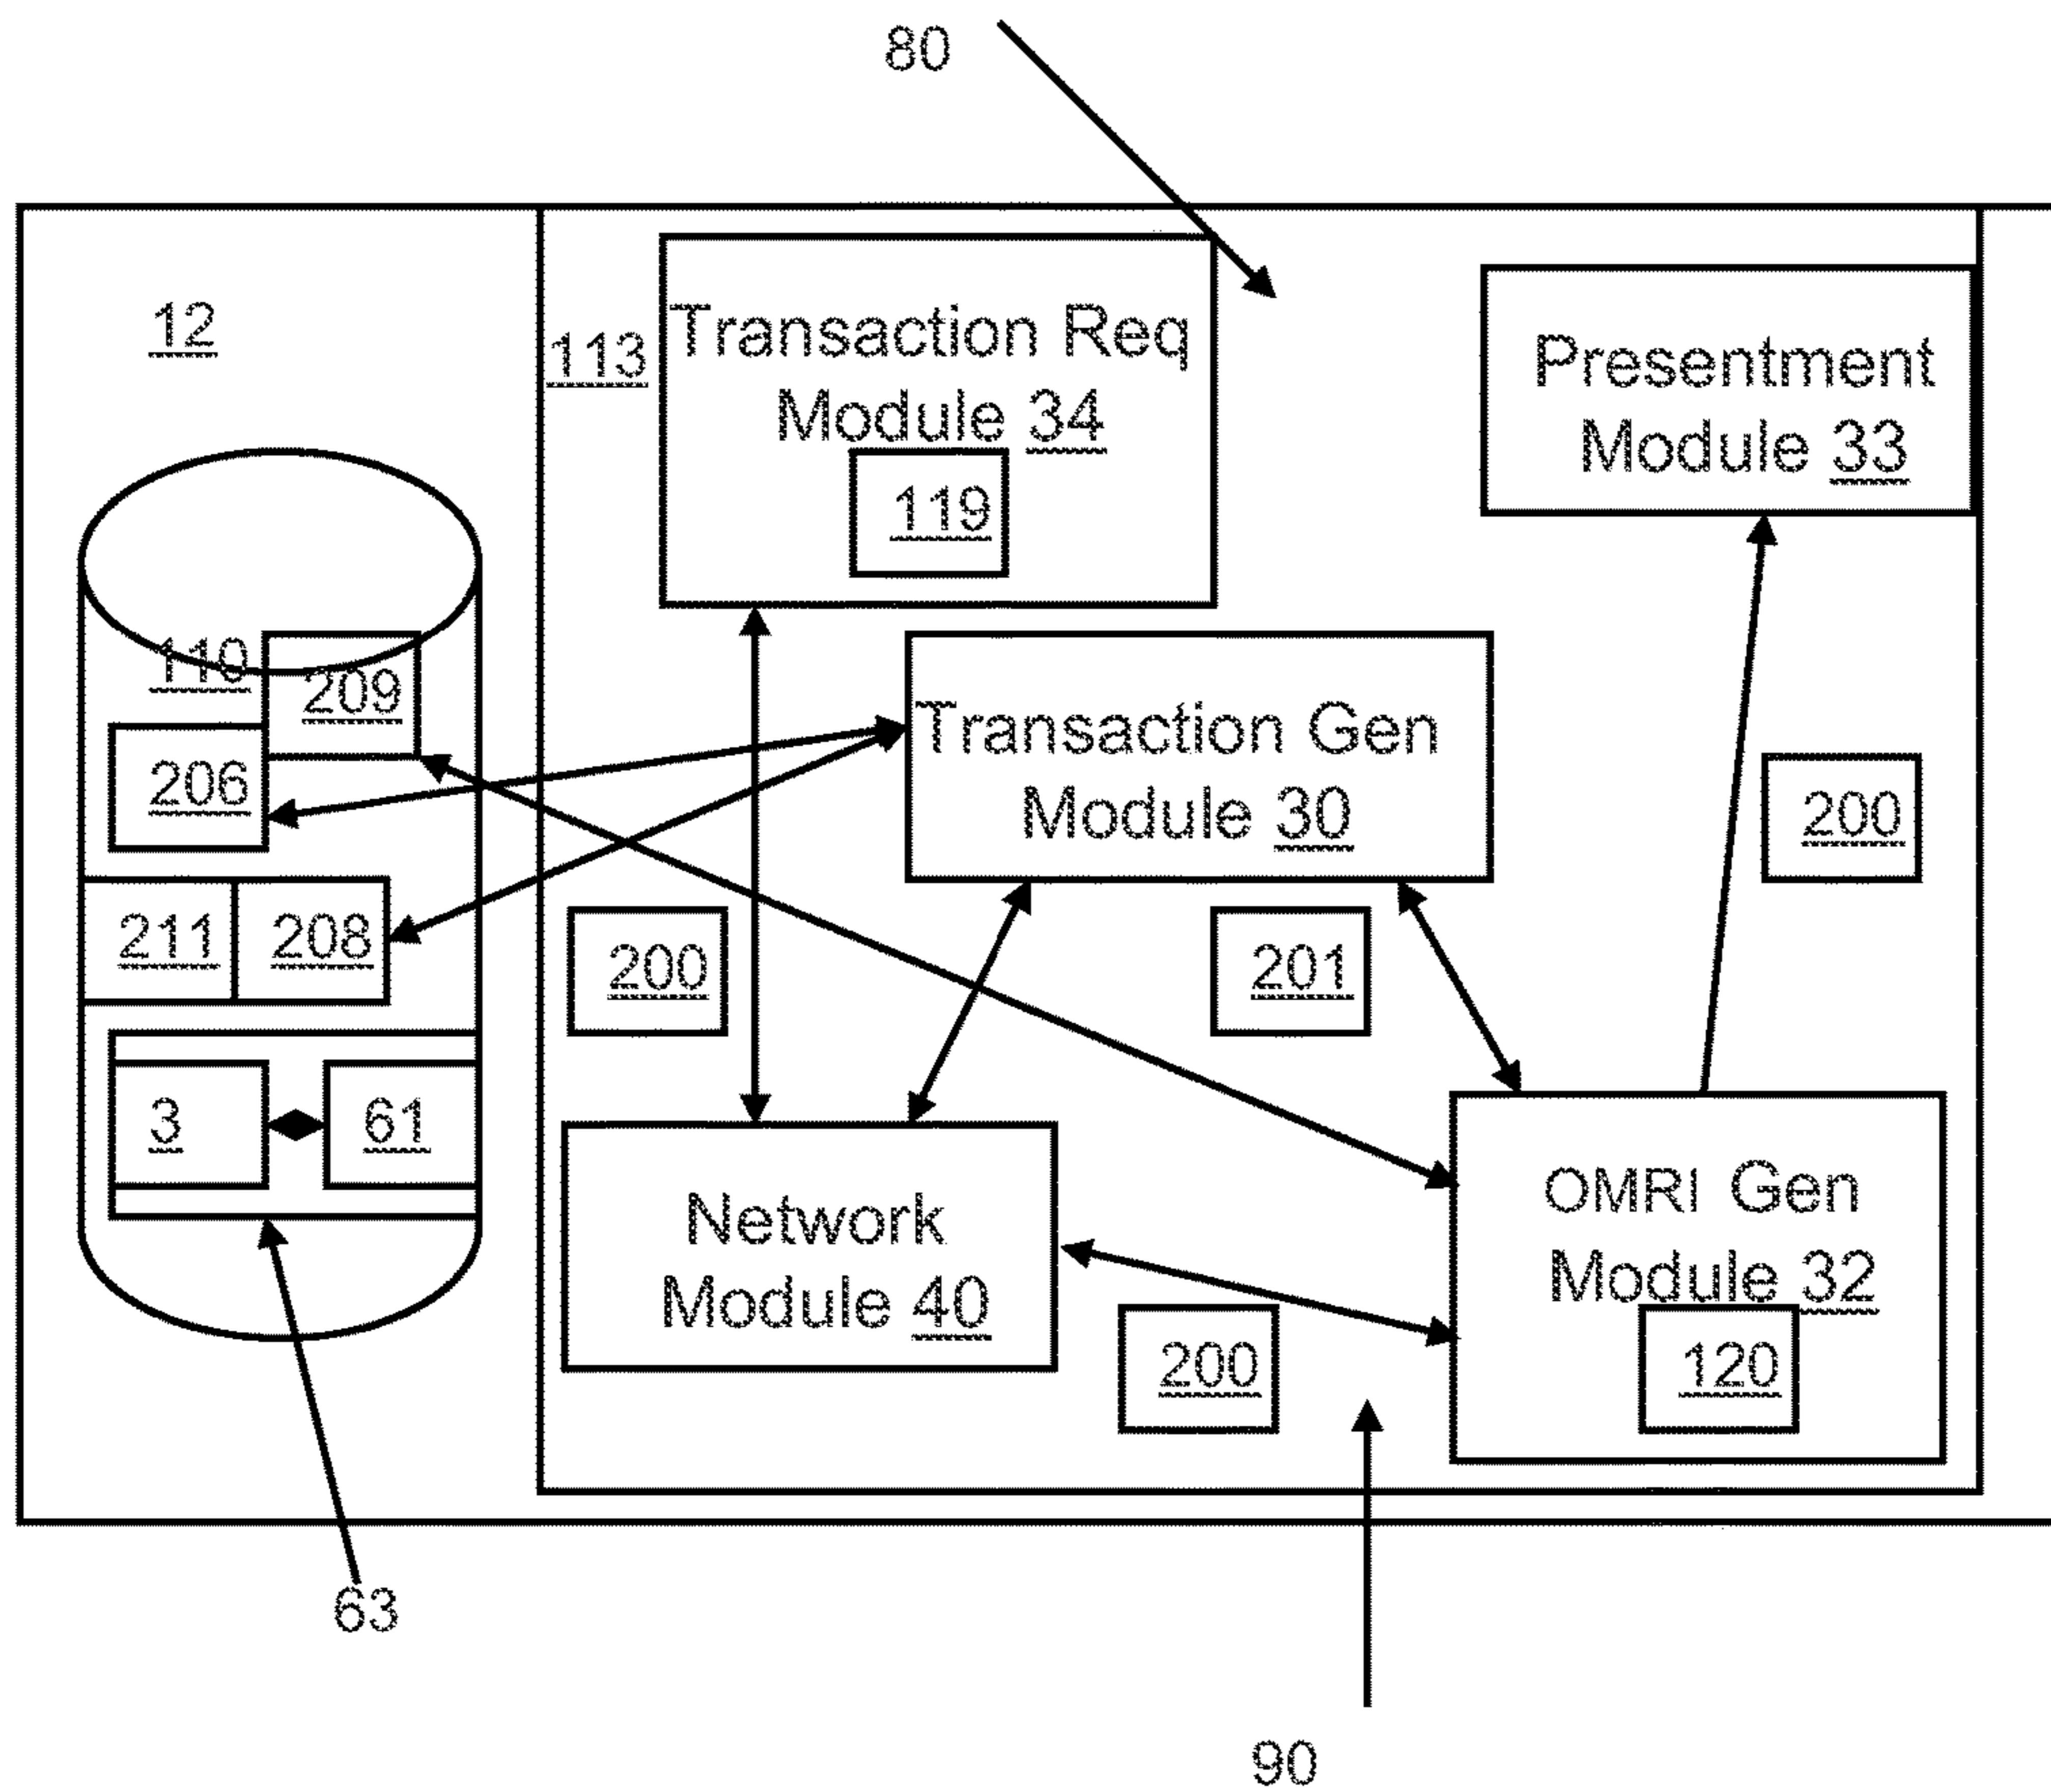 80
12
113
Transaction Req
Module 34
119
Presentment
Module 33
110
209
206
Transaction Gen
Module 30
200
211
208
200
201
3
61
Network
Module 40
OMRI Gen
Module 32
200
120
63
90